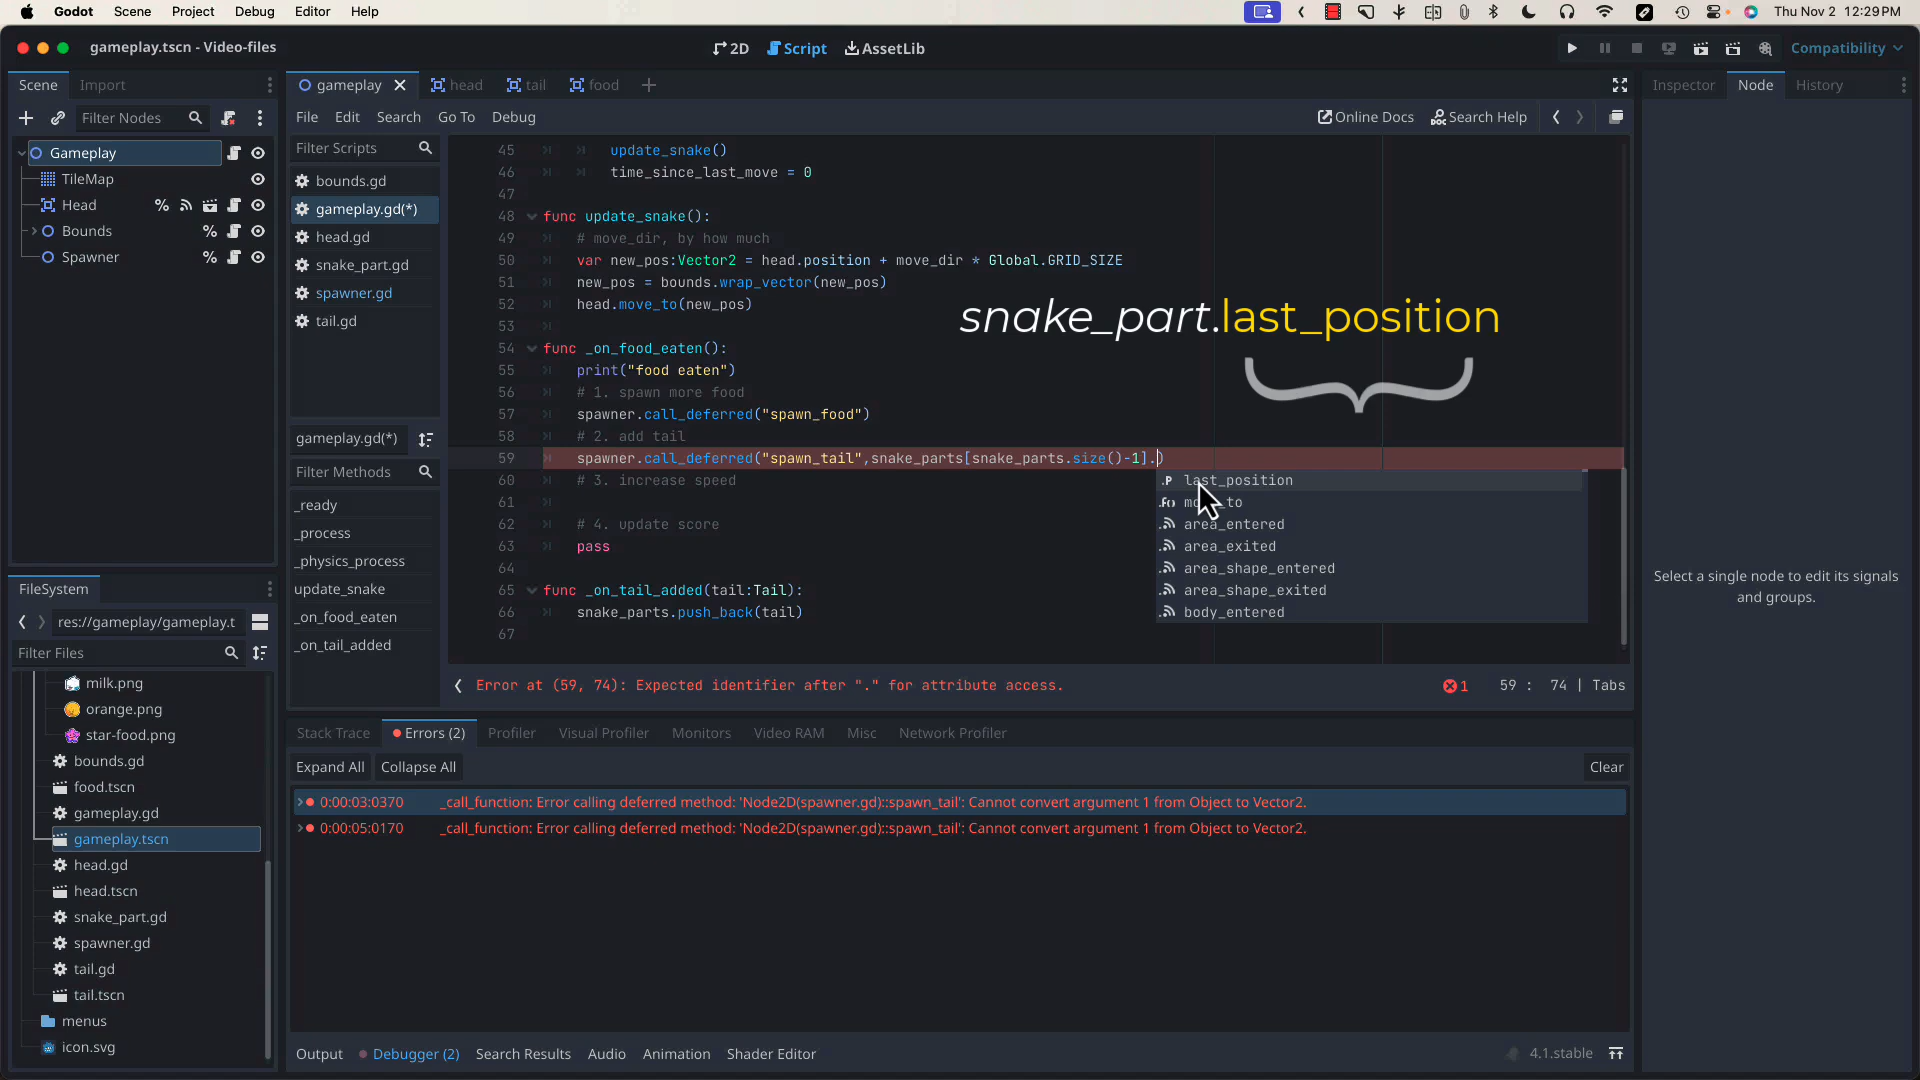 Godot Scene Project Debug Editor Help Thu Nov 2 12:29 PM
gameplay.tscn - Video-files
2D Script AssetLib
Compatibility
Scene Import
gameplay head tail food
Inspector Node History
Filter Nodes
File Edit Search Go To Debug
Online Docs Search Help
Gameplay
TileMap
Head
Bounds
Spawner
Filter Scripts
bounds.gd
gameplay.gd(*)
head.gd
snake_part.gd
spawner.gd
tail.gd
gameplay.gd(*)
Filter Methods
_ready
_process
_physics_process
update_snake
_on_food_eaten
_on_tail_added
45 update_snake()
46 time_since_last_move = 0
47
48 func update_snake():
49 # move_dir, by how much
50 var new_pos:Vector2 = head.position + move_dir * Global.GRID_SIZE
51 new_pos = bounds.wrap_vector(new_pos)
52 head.move_to(new_pos)
53
54 func _on_food_eaten():
55 print("food eaten")
56 # 1. spawn more food
57 spawner.call_deferred("spawn_food")
58 # 2. add tail
59 spawner.call_deferred("spawn_tail",snake_parts[snake_parts.size()-1].)
60 # 3. increase speed
61
62 # 4. update score
63 pass
64
65 func _on_tail_added(tail:Tail):
66 snake_parts.push_back(tail)
67
snake_part.last_position
last_position
area_entered
area_exited
area_shape_entered
area_shape_exited
body_entered
Error at (59, 74): Expected identifier after "." for attribute access.
1 59 : 74 | Tabs
Select a single node to edit its signals
and groups.
FileSystem
res://gameplay/gameplay.t
Filter Files
milk.png
orange.png
star-food.png
bounds.gd
food.tscn
gameplay.gd
gameplay.tscn
head.gd
head.tscn
snake_part.gd
spawner.gd
tail.gd
tail.tscn
menus
icon.svg
Stack Trace Errors (2) Profiler Visual Profiler Monitors Video RAM Misc Network Profiler
Expand All Collapse All Clear
0:00:03:0370 _call_function: Error calling deferred method: 'Node2D(spawner.gd)::spawn_tail': Cannot convert argument 1 from Object to Vector2.
0:00:05:0170 _call_function: Error calling deferred method: 'Node2D(spawner.gd)::spawn_tail': Cannot convert argument 1 from Object to Vector2.
Output Debugger (2) Search Results Audio Animation Shader Editor
4.1.stable